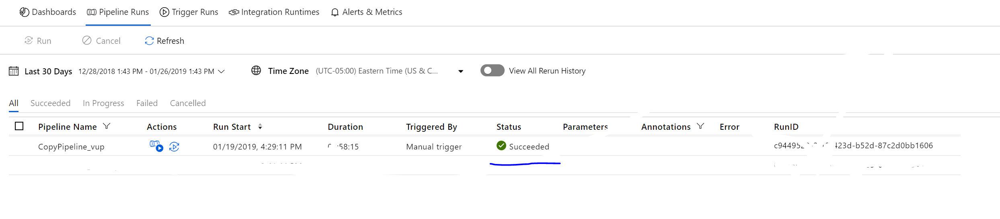 Dashboards Pipeline Runs Trigger Runs Integration Runtimes Alerts & Metrics
Run Cancel Refresh
Last 30 Days 12/28/2018 1:43 PM - 01/26/2019 1:43 PM Time Zone (UTC-05:00) Eastern Time (US & C... View All Rerun History
All Succeeded In Progress Failed Cancelled
Pipeline Name Actions Run Start Duration Triggered By Status Parameters Annotations Error RunID
CopyPipeline_vup 01/19/2019, 4:29:11 PM :58:15 Manual trigger Succeeded 423d-b52d-87c2d0bb1606